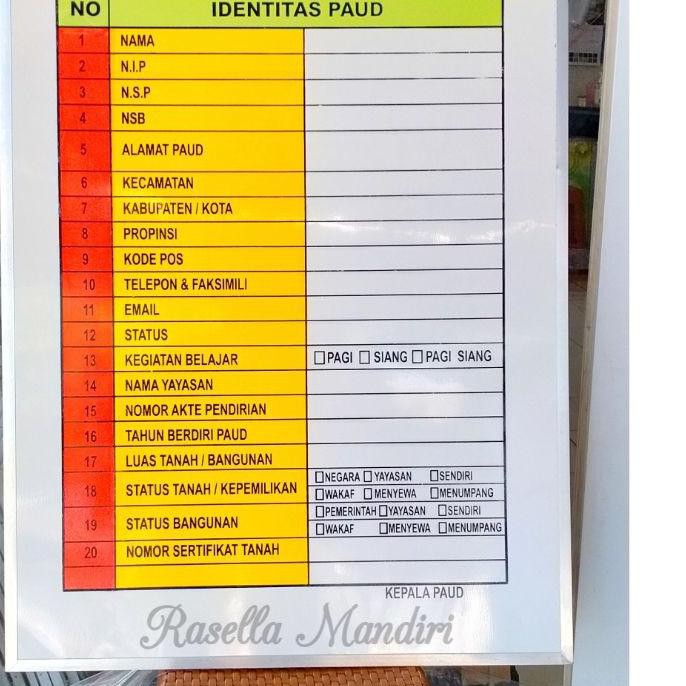 NO IDENTITAS PAUD
1 NAMA
2 N.I.P
3 N.S.P
4 NSB
5 ALAMAT PAUD
6 KECAMATAN
7 KABUPATEN / KOTA
8 PROPINSI
9 KODE POS
10 TELEPON & FAKSIMILI
11 EMAIL
12 STATUS
13 KEGIATAN BELAJAR ☐PAGI ☐ SIANG ☐ PAGI SIANG
14 NAMA YAYASAN
15 NOMOR AKTE PENDIRIAN
16 TAHUN BERDIRI PAUD
17 LUAS TANAH / BANGUNAN
18 STATUS TANAH / KEPEMILIKAN ☐NEGARA ☐YAYASAN ☐SENDIRI
☐WAKAF ☐MENYEWA ☐MENUMPANG
19 STATUS BANGUNAN ☐PEMERINTAH ☐YAYASAN ☐SENDIRI
☐WAKAF ☐MENYEWA ☐MENUMPANG
20 NOMOR SERTIFIKAT TANAH
KEPALA PAUD
Rasella Mandiri